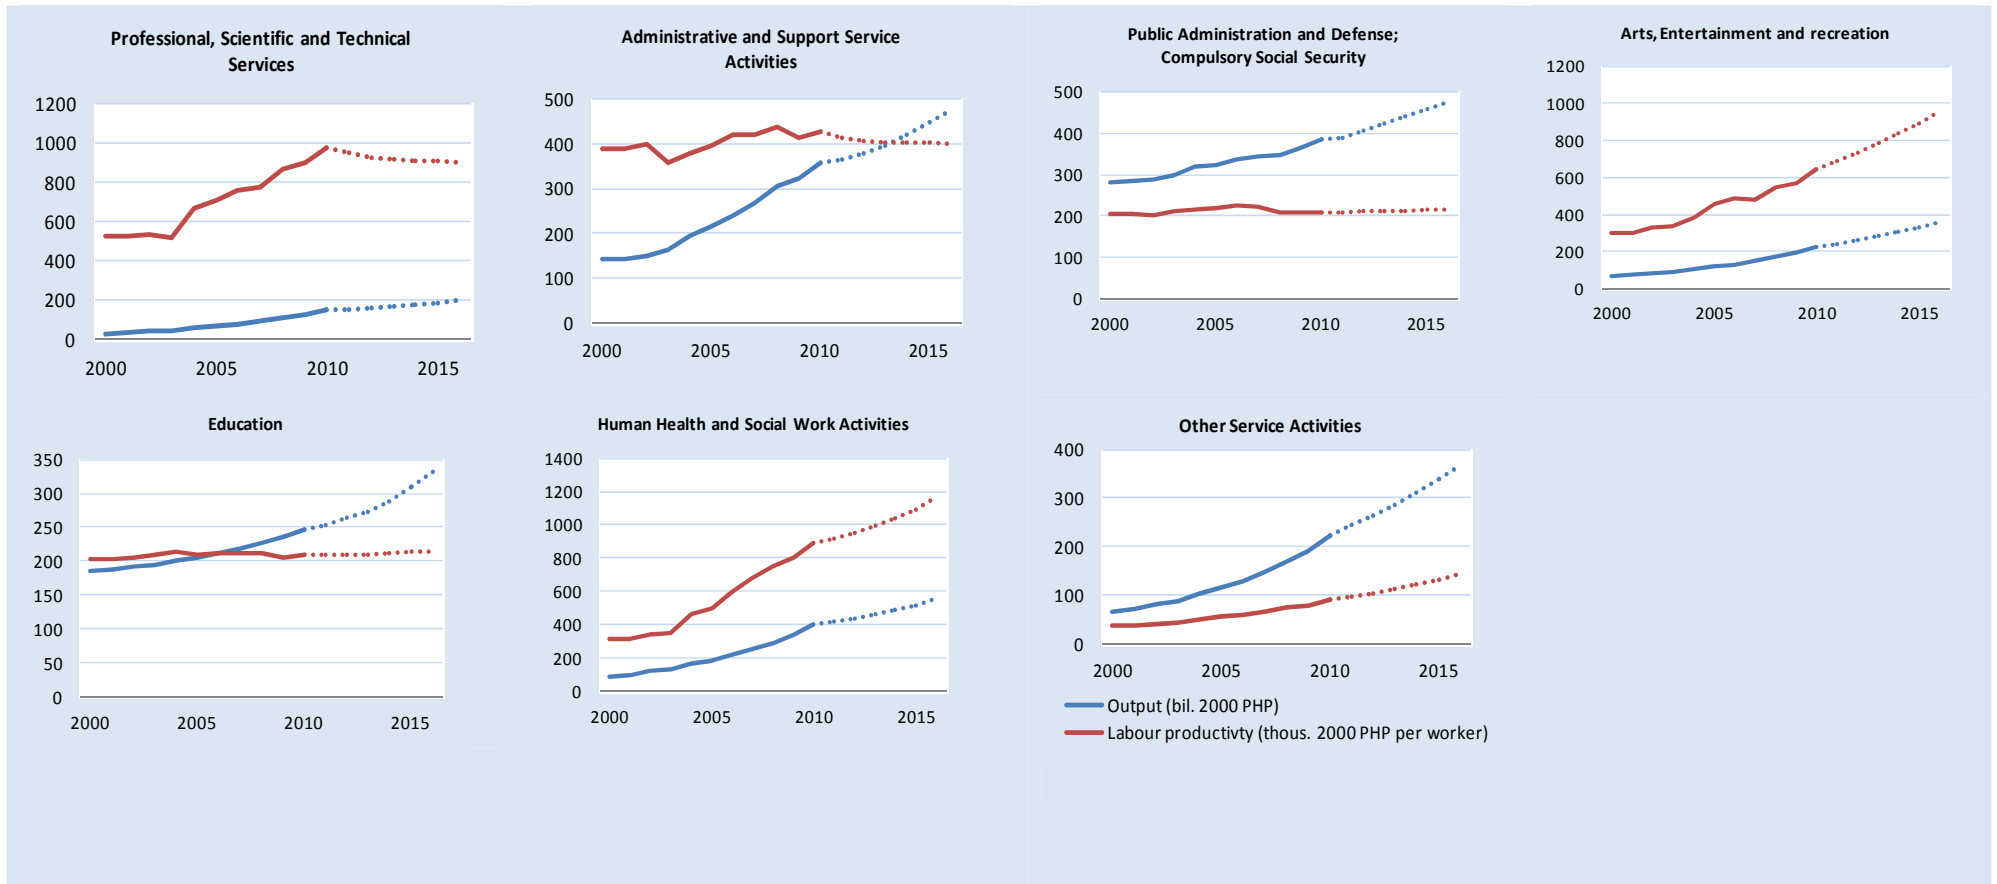 Professional, Scientific and Technical
Services
1200
1000
800
600
400
200
0
2000 2005 2010 2015
Administrative and Support Service
Activities
500
400
300
200
100
0
2000 2005 2010 2015
Public Administration and Defense;
Compulsory Social Security
500
400
300
200
100
0
2000 2005 2010 2015
Arts, Entertainment and recreation
1200
1000
800
600
400
200
0
2000 2005 2010 2015
Education
350
300
250
200
150
100
50
0
2000 2005 2010 2015
Human Health and Social Work Activities
1400
1200
1000
800
600
400
200
0
2000 2005 2010 2015
Other Service Activities
400
300
200
100
0
2000 2005 2010 2015
Output (bil. 2000 PHP)
Labour productivty (thous. 2000 PHP per worker)